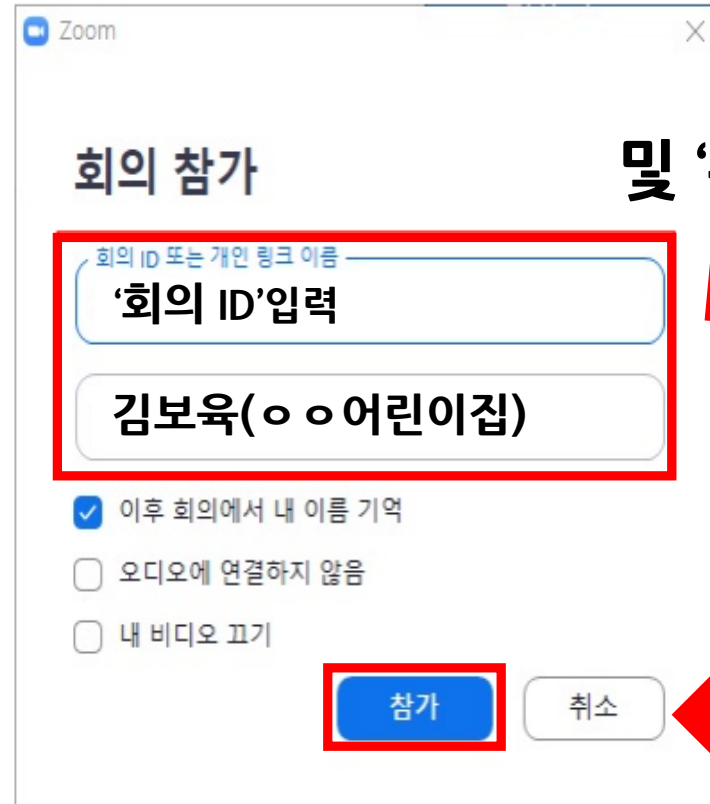 Zoom
회의 참가
및 ‘
회의 ID 또는 개인 링크 이름
‘회의 ID’입력
김보육(ㅇㅇ어린이집)
이후 회의에서 내 이름 기억
오디오에 연결하지 않음
내 비디오 끄기
참가
취소